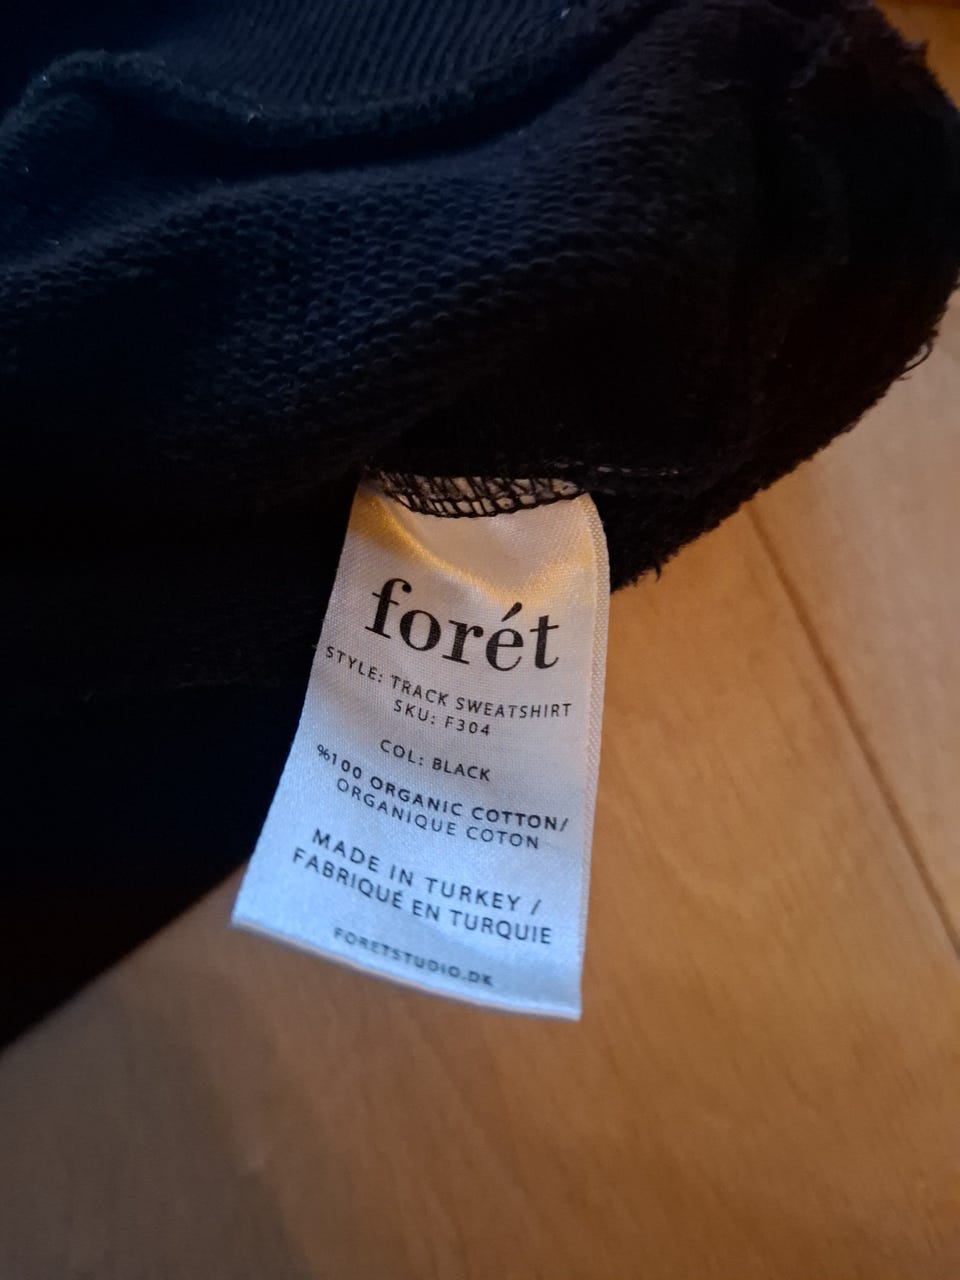 forét
STYLE: TRACK SWEATSHIRT
SKU: F304
COL: BLACK
%100 ORGANIC COTTON/
ORGANIQUE COTON
MADE IN TURKEY /
FABRIQUÉ EN TURQUIE
FORETSTUDIO.DK